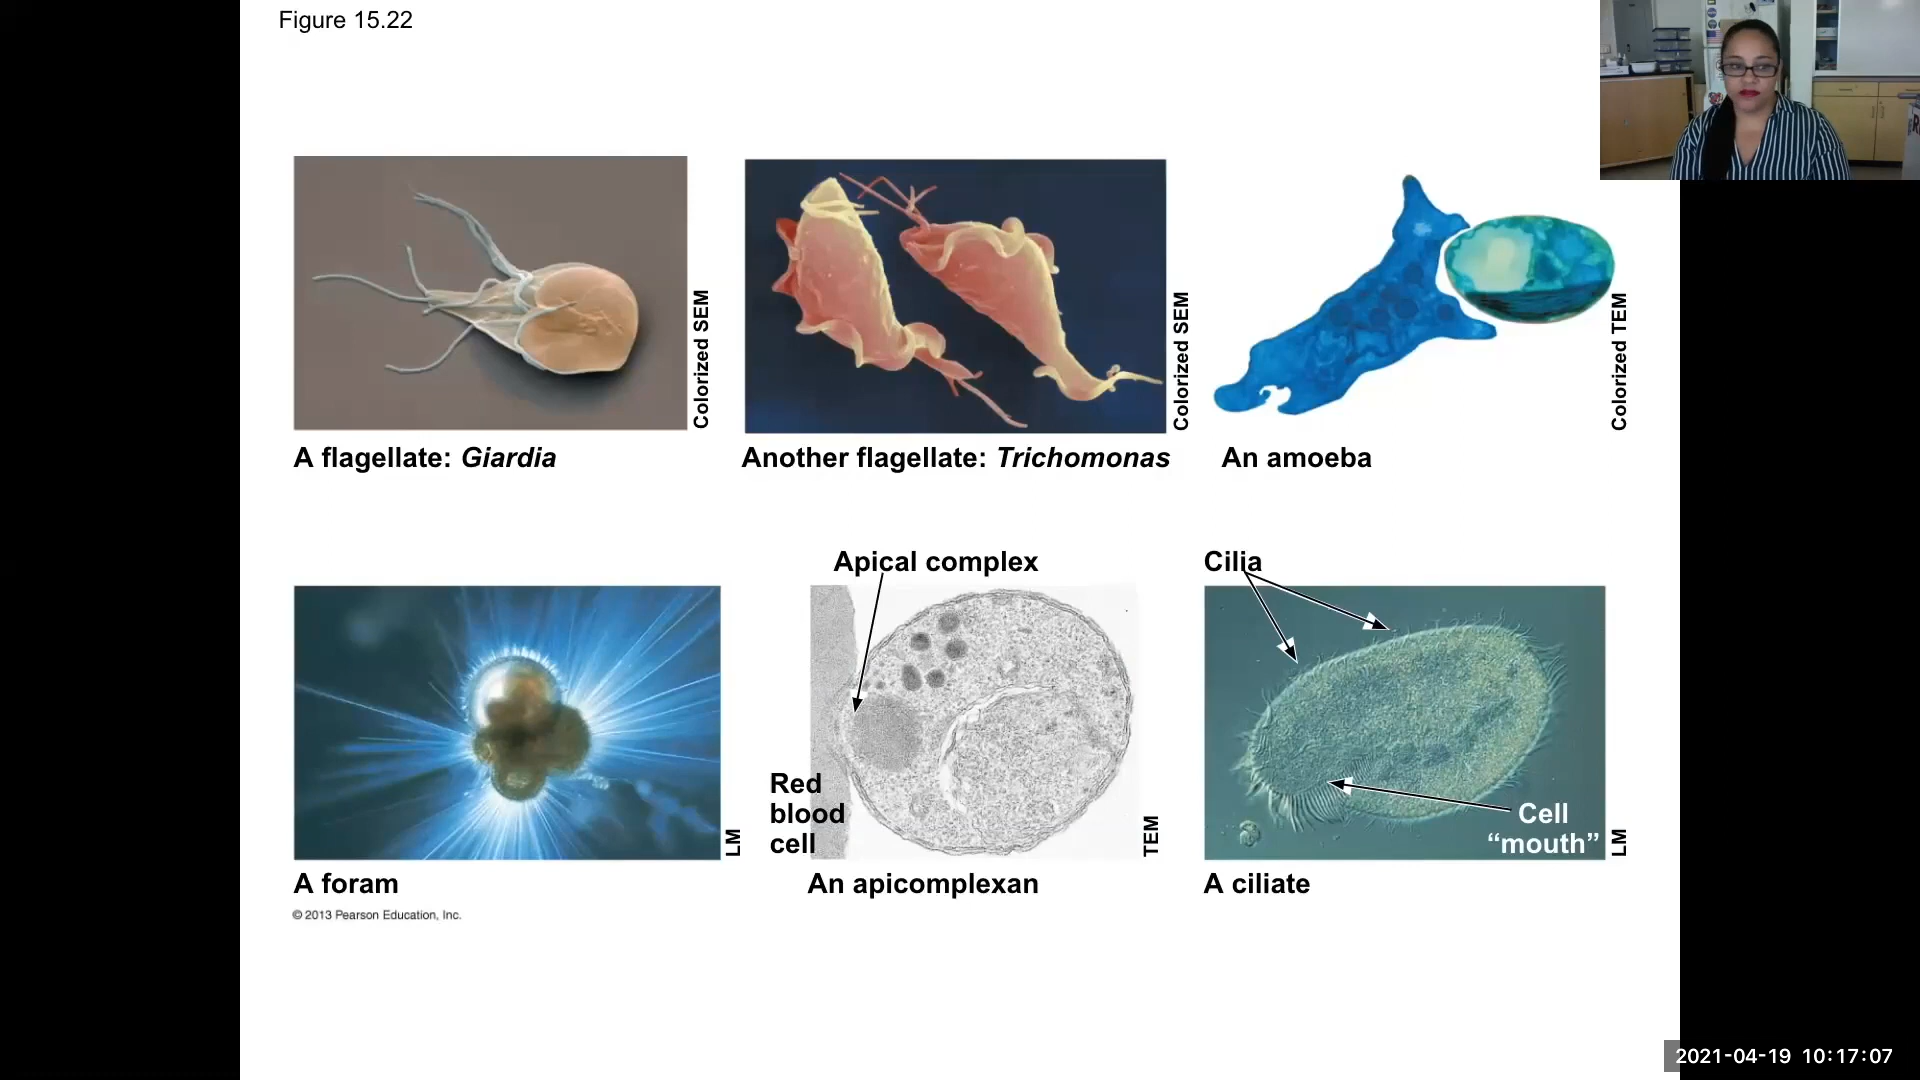 Figure 15.22
Colorized SEM
Colorized SEM
Colorized TEM
A flagellate: Giardia
Another flagellate: Trichomonas
An amoeba
Apical complex
Cilia
Red
blood
cell
Cell
“mouth”
LM
TEM
LM
A foram
An apicomplexan
A ciliate
© 2013 Pearson Education, Inc.
2021-04-19 10:17:07